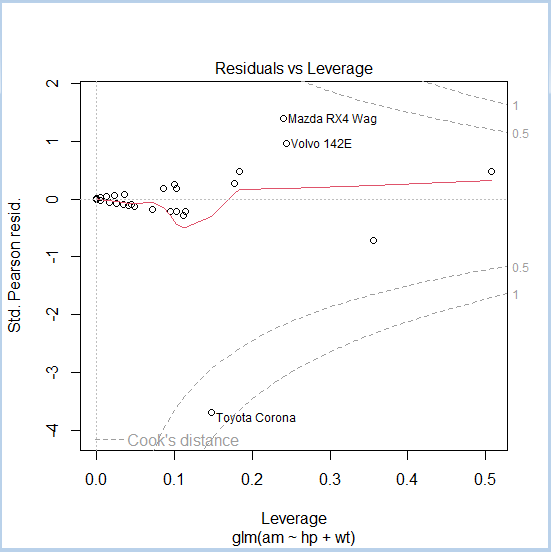 Residuals vs Leverage
2
1
0
-1
-2
-3
-4
Std. Pearson resid.
Mazda RX4 Wag
Volvo 142E
Toyota Corona
Cook's distance
1
0.5
0.5
1
0.0 0.1 0.2 0.3 0.4 0.5
Leverage
glm(am ~ hp + wt)